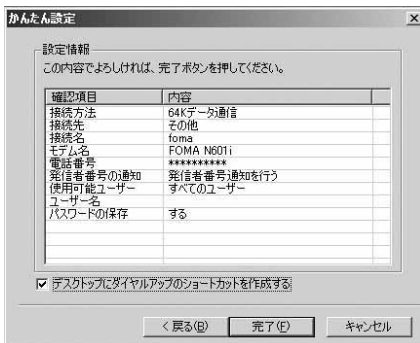 かんたん設定
設定情報
この内容でよろしければ、完了ボタンを押してください。
確認項目 内容
接続方法 64Kデータ通信
接続先 その他
接続名 foma
モデム名 FOMA N601i
電話番号 **********
発信者番号の通知 発信者番号通知を行う
使用可能ユーザー すべてのユーザー
ユーザー名
パスワードの保存 する
デスクトップにダイヤルアップのショートカットを作成する
< 戻る(B) 完了(F) キャンセル